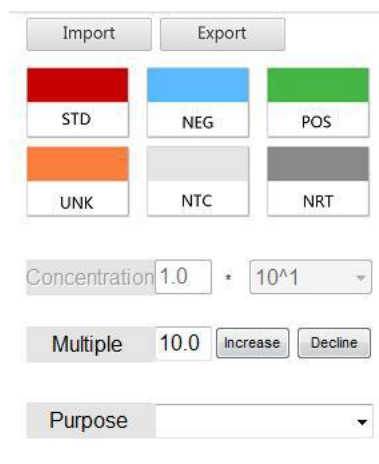 Import Export
STD NEG POS
UNK NTC NRT
Concentration 1.0 * 10^1
Multiple 10.0 Increase Decline
Purpose